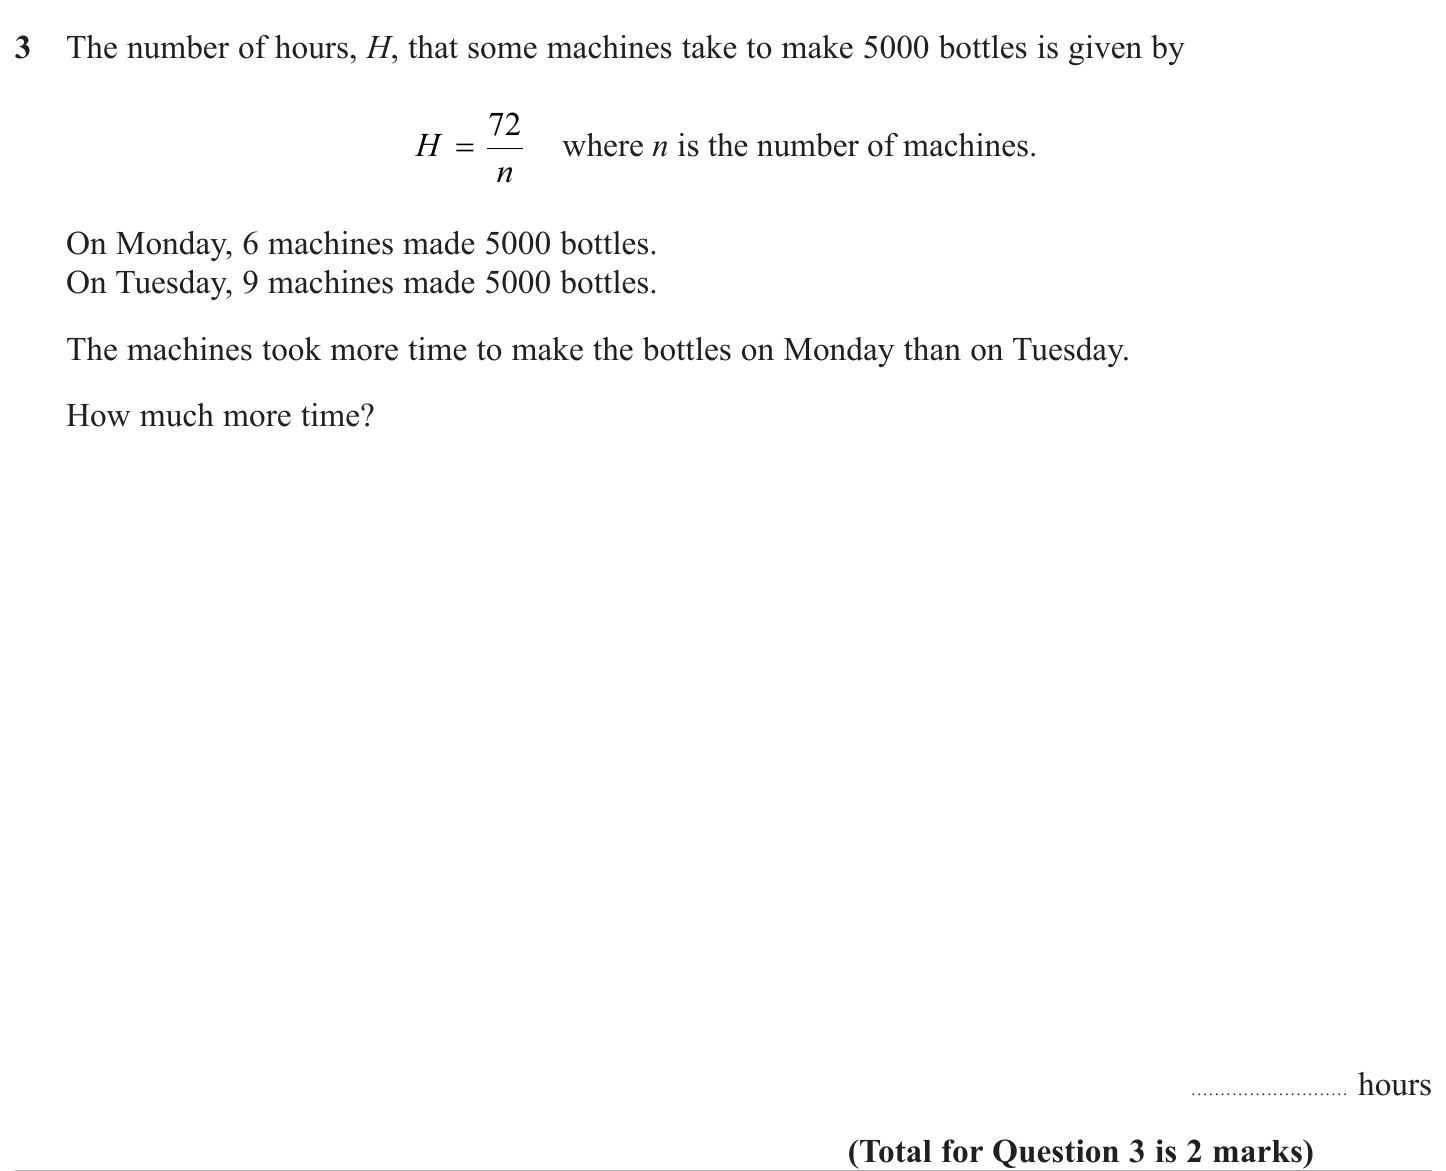 3 The number of hours, H, that some machines take to make 5000 bottles is given by
H = 72/n where n is the number of machines.
On Monday, 6 machines made 5000 bottles.
On Tuesday, 9 machines made 5000 bottles.
The machines took more time to make the bottles on Monday than on Tuesday.
How much more time?
........................... hours
(Total for Question 3 is 2 marks)